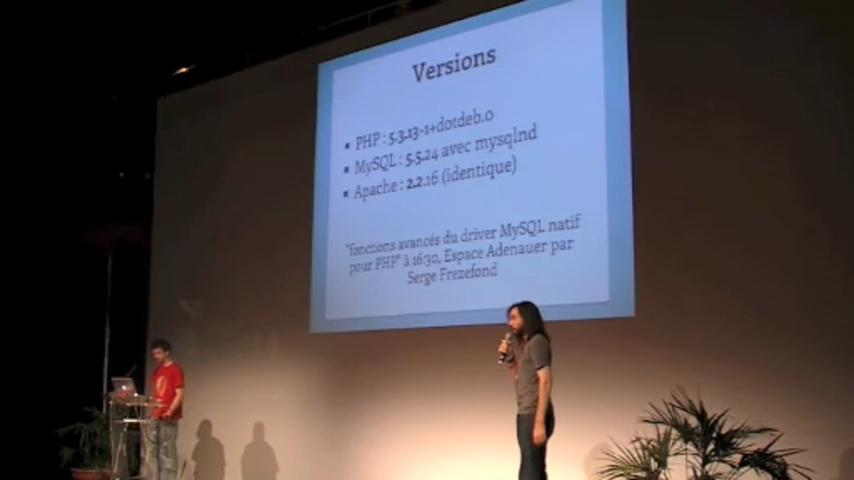 Versions
PHP : 5.3.13-1+dotdeb.0
MySQL : 5.5.24 avec mysqlnd
Apache : 2.2.16 (identique)
"fonctions avancés du driver MySQL natif
pour PHP" à 16:30, Espace Adenauer par
Serge Frezefond